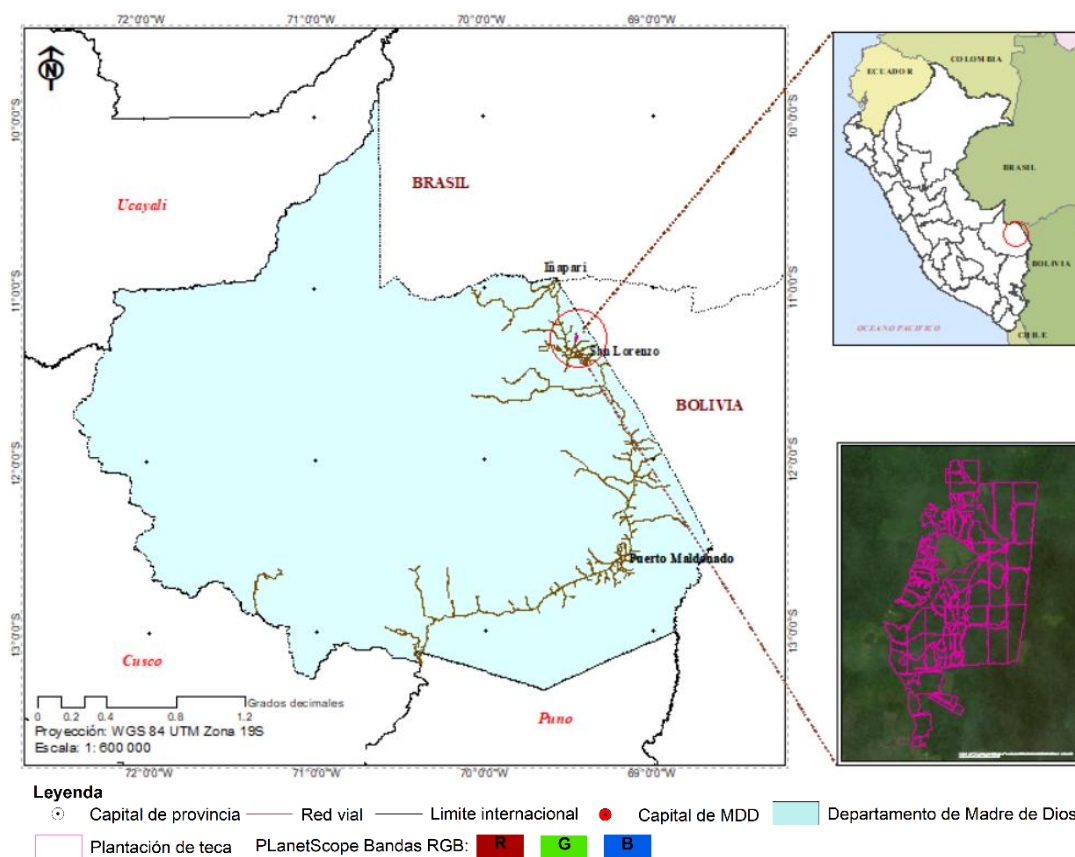 72°0'0"W 71°0'0"W 70°0'0"W 69°0'0"W
10°0'0"S 10°0'0"S
11°0'0"S 11°0'0"S
12°0'0"S 12°0'0"S
13°0'0"S 13°0'0"S
N
Ucayali
BRASIL
Iñapari
San Lorenzo
BOLIVIA
Puerto Maldonado
Cusco
Puno
0 0.2 0.4 0.8 1.2
Grados decimales
Proyección: WGS 84 UTM Zona 19S
Escala: 1: 600 000
72°0'0"W 71°0'0"W 70°0'0"W 69°0'0"W
COLOMBIA
ECUADOR
BRASIL
BOLIVIA
OCEANO PACIFICO
CHILE
Leyenda
Capital de provincia Red vial Limite internacional Capital de MDD Departamento de Madre de Dios
Plantación de teca PLanetScope Bandas RGB: R G B